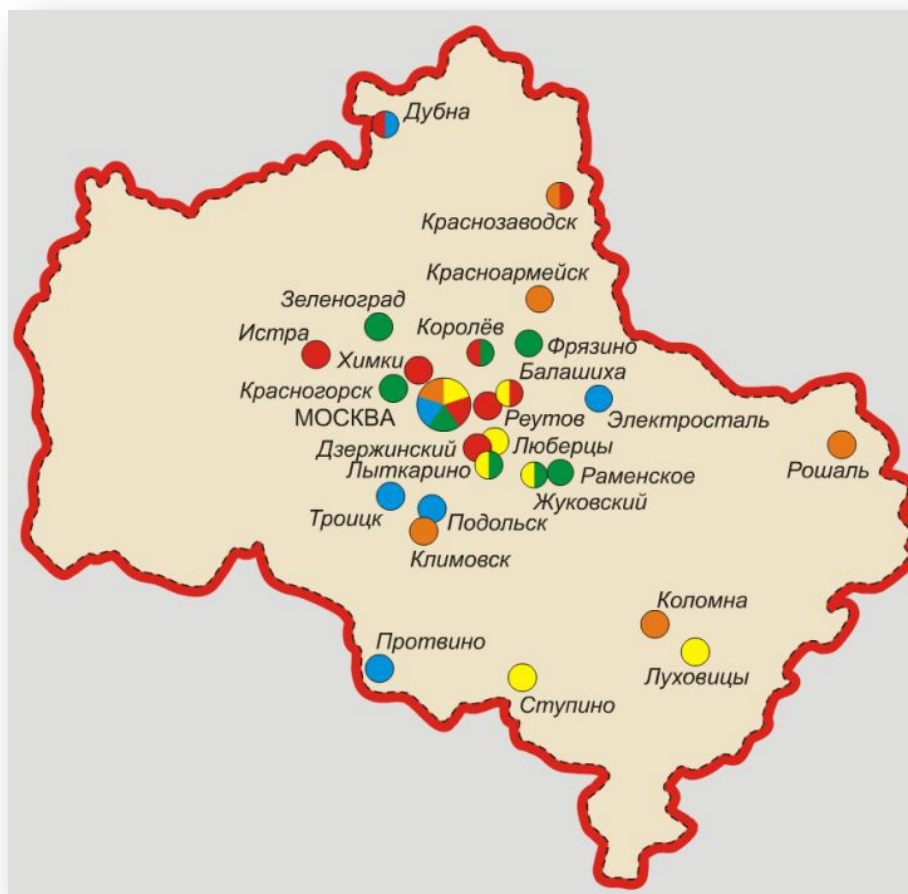 Дубна
Краснозаводск
Красноармейск
Зеленоград
Королёв
Истра
Химки
Фрязино
Балашиха
Красногорск
МОСКВА
Реутов
Электросталь
Дзержинский
Люберцы
Рошаль
Лыткарино
Раменское
Жуковский
Троицк
Подольск
Климовск
Коломна
Протвино
Луховицы
Ступино